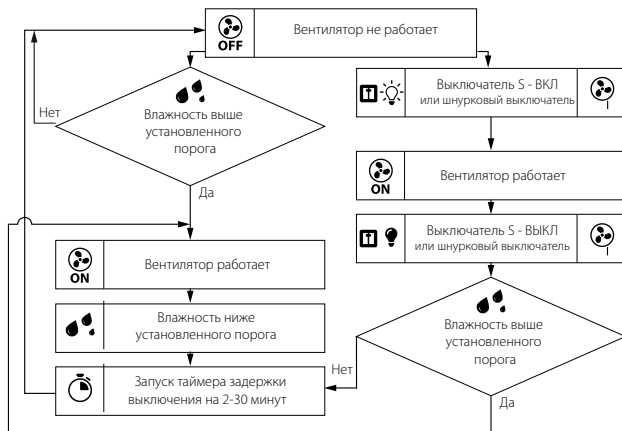 OFF
Вентилятор не работает
Нет
Влажность выше
установленного
порога
Да
Выключатель S - ВКЛ
или шнурковый выключатель
ON
Вентилятор работает
Выключатель S - ВЫКЛ
или шнурковый выключатель
ON
Вентилятор работает
Влажность ниже
установленного порога
Влажность выше
установленного
порога
Нет
Да
Запуск таймера задержки
выключения на 2-30 минут